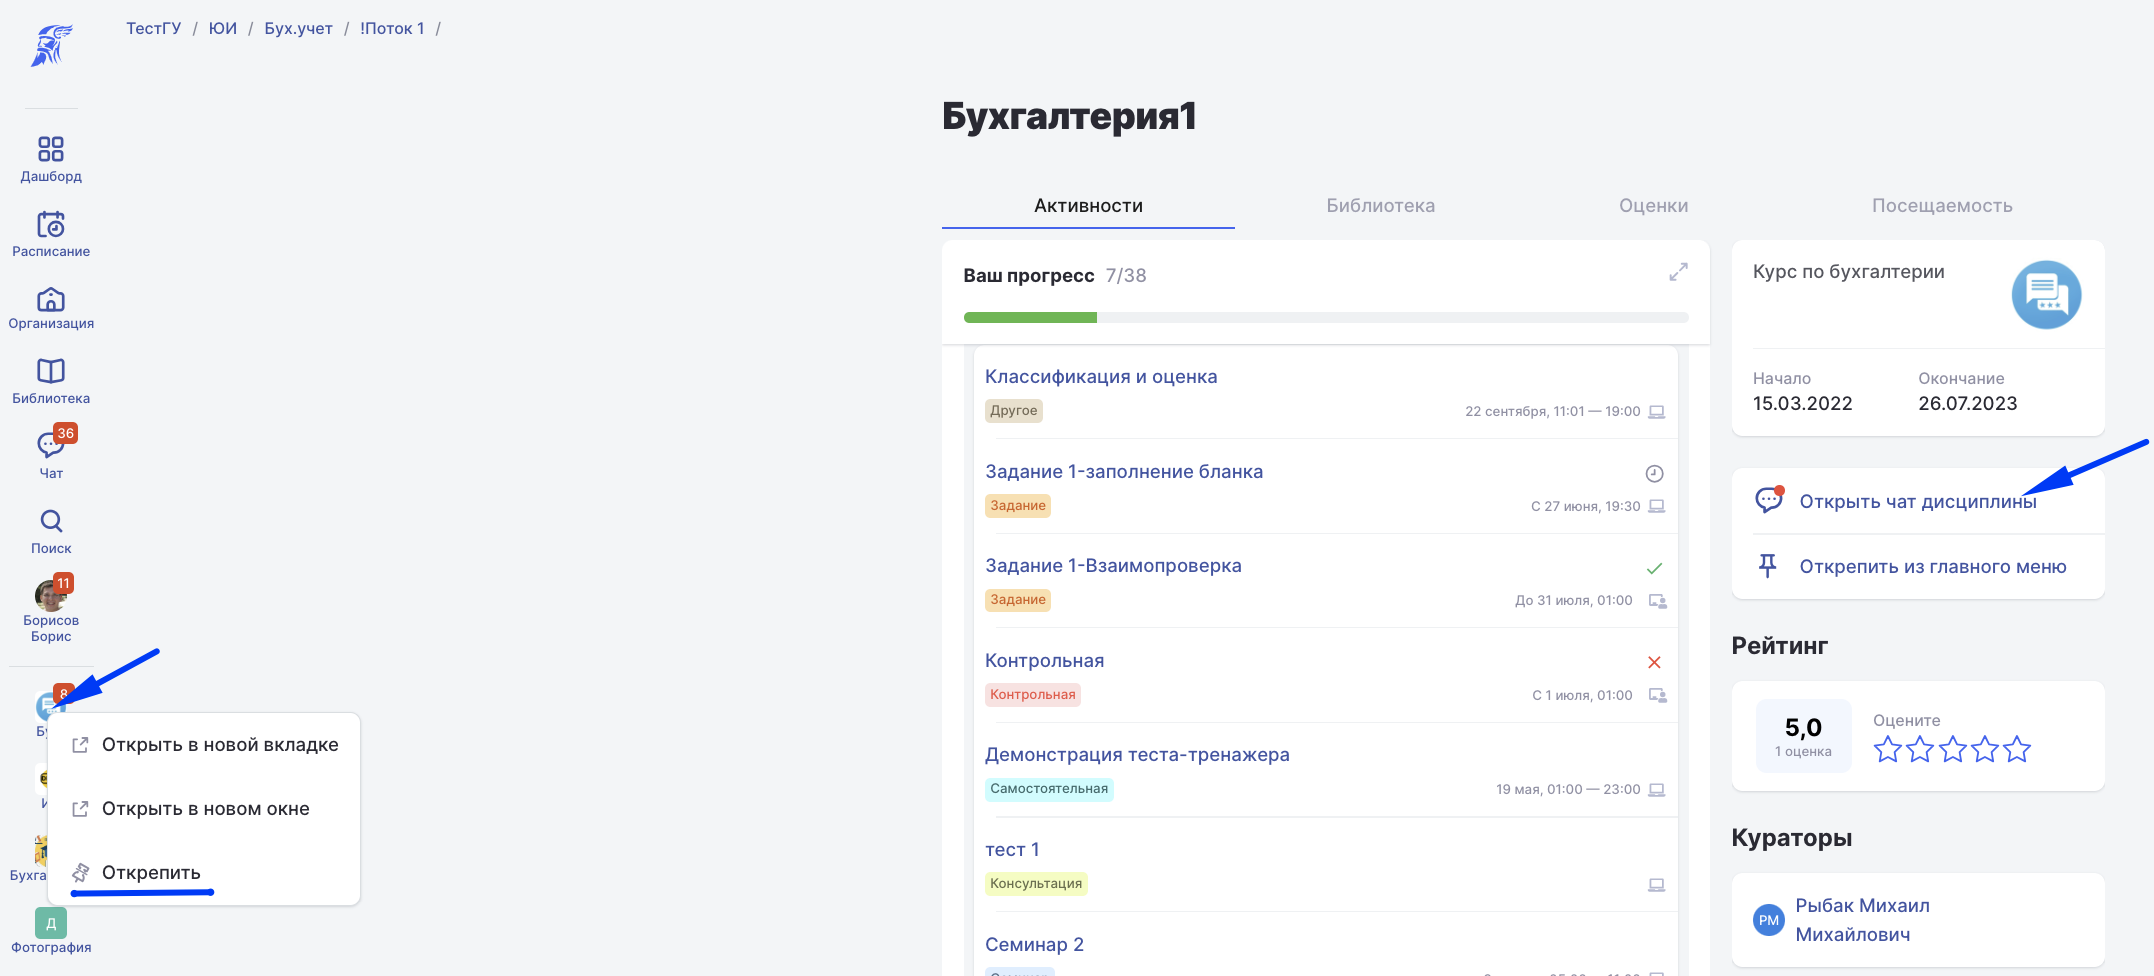 ТестГУ / ЮИ / Бух.учет / !Поток 1 /
Дашборд
Расписание
Организация
Библиотека
36
Чат
Поиск
11
Борисов
Борис
8
Открыть в новой вкладке
Открыть в новом окне
Открепить
Д
Фотография
Бухгалтерия1
Активности Библиотека Оценки Посещаемость
Ваш прогресс 7/38
Классификация и оценка
Другое 22 сентября, 11:01 — 19:00
Задание 1-заполнение бланка
Задание С 27 июня, 19:30
Задание 1-Взаимопроверка
Задание До 31 июля, 01:00
Контрольная
Контрольная С 1 июля, 01:00
Демонстрация теста-тренажера
Самостоятельная 19 мая, 01:00 — 23:00
тест 1
Консультация
Семинар 2
Курс по бухгалтерии
Начало Окончание
15.03.2022 26.07.2023
Открыть чат дисциплины
Открепить из главного меню
Рейтинг
5,0 Оцените
1 оценка
Кураторы
РМ Рыбак Михаил
Михайлович